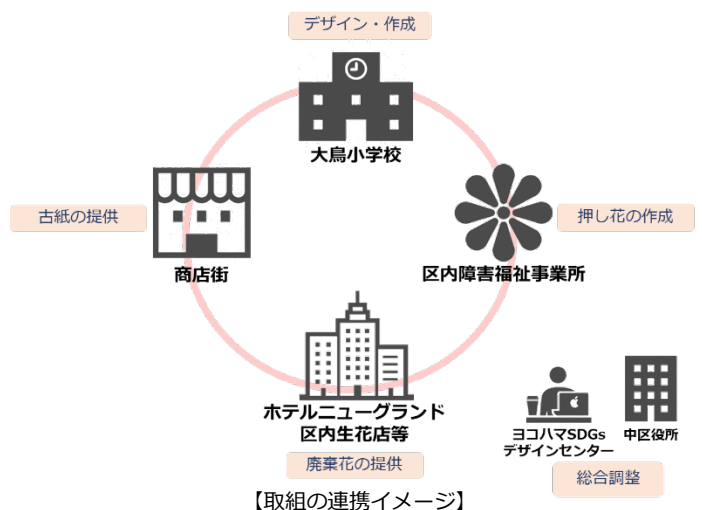 デザイン・作成
大鳥小学校
古紙の提供
商店街
押し花の作成
区内障害福祉事業所
ホテルニューグランド
区内生花店等
廃棄花の提供
ヨコハマSDGs
デザインセンター
中区役所
総合調整
【取組の連携イメージ】